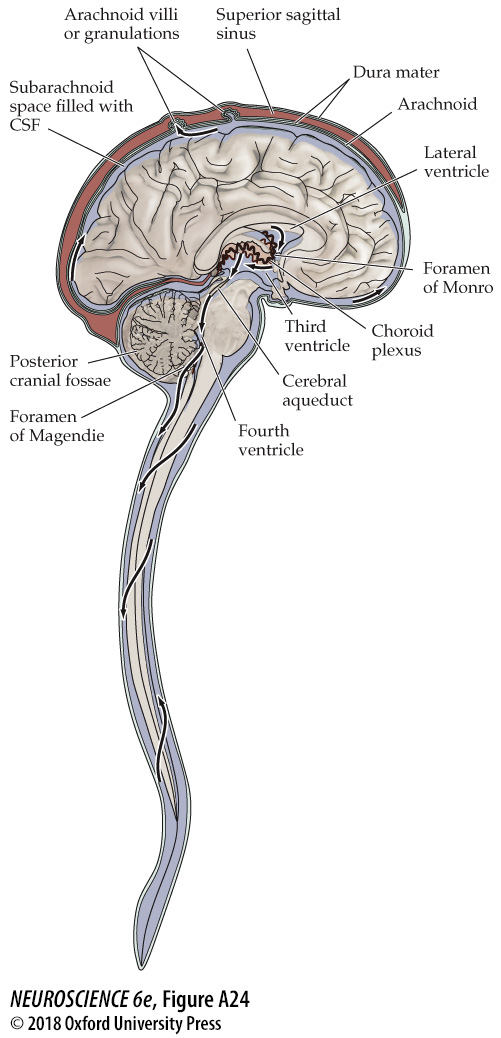 Arachnoid villi
or granulations
Superior sagittal
sinus
Dura mater
Subarachnoid
space filled with
CSF
Arachnoid
Lateral
ventricle
Foramen
of Monro
Third
ventricle
Choroid
plexus
Posterior
cranial fossae
Cerebral
aqueduct
Foramen
of Magendie
Fourth
ventricle
NEUROSCIENCE 6e, Figure A24
© 2018 Oxford University Press